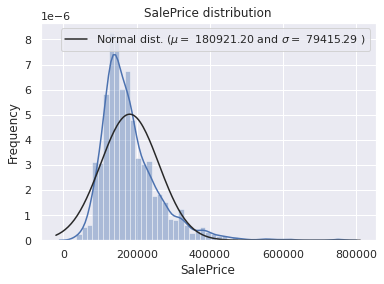 SalePrice distribution
1e−6
Normal dist. (μ = 180921.20 and σ = 79415.29 )
8
7
6
5
4
3
2
1
0
Frequency
0 200000 400000 600000 800000
SalePrice